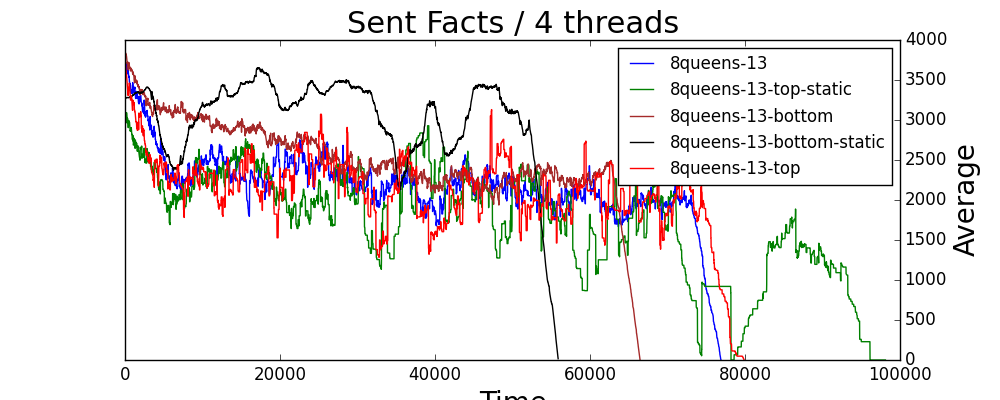 Sent Facts / 4 threads
4000
3500
3000
2500
2000
1500
1000
500
0
Average
8queens-13
8queens-13-top-static
8queens-13-bottom
8queens-13-bottom-static
8queens-13-top
0 20000 40000 60000 80000 100000
Time